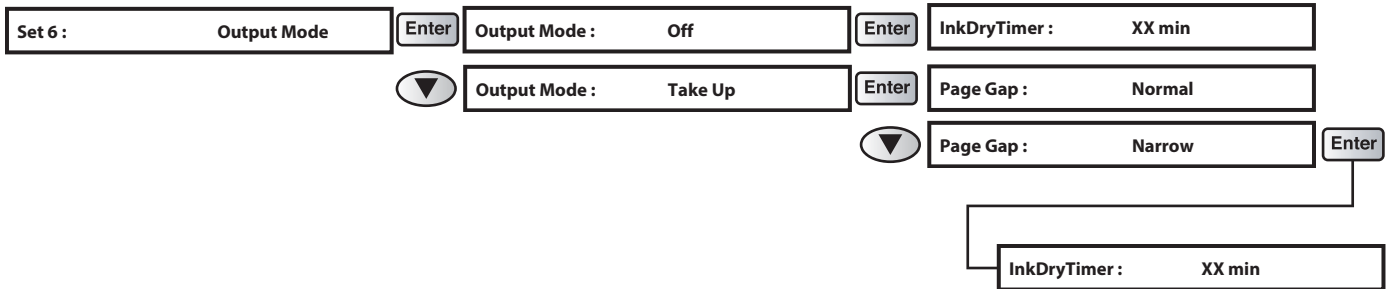 Set 6 : Output Mode Enter Output Mode : Off Enter InkDryTimer : XX min
Output Mode : Take Up Enter Page Gap : Normal
Page Gap : Narrow Enter
InkDryTimer : XX min